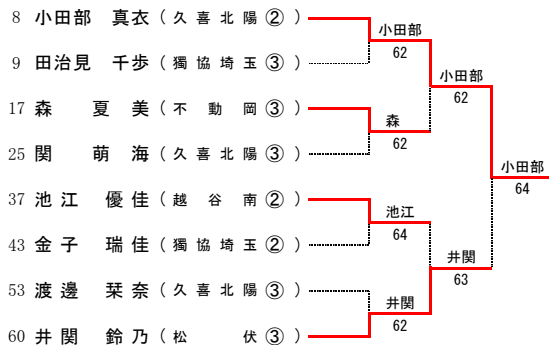 8 小田部 真衣 ( 久喜北陽 ② )
9 田治見 千歩 ( 獨協埼玉 ③ )
17 森 夏美 ( 不動岡 ③ )
25 関 萌海 ( 久喜北陽 ③ )
37 池江 優佳 ( 越谷南 ② )
43 金子 瑞佳 ( 獨協埼玉 ② )
53 渡邊 栞奈 ( 久喜北陽 ③ )
60 井関 鈴乃 ( 松伏 ③ )
小田部
62
森
62
池江
64
井関
62
小田部
62
井関
63
小田部
64